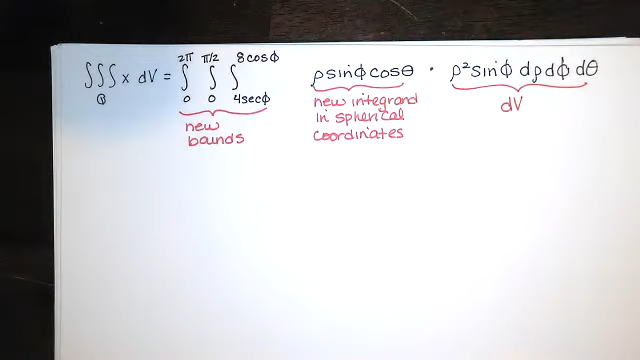 ∫∫∫ x dV = ∫₀^2π ∫₀^π/2 ∫_4secϕ^8cosϕ ρsinϕcosθ · ρ²sinϕ dρdϕdθ
new bounds
new integrand in spherical coordinates
dV